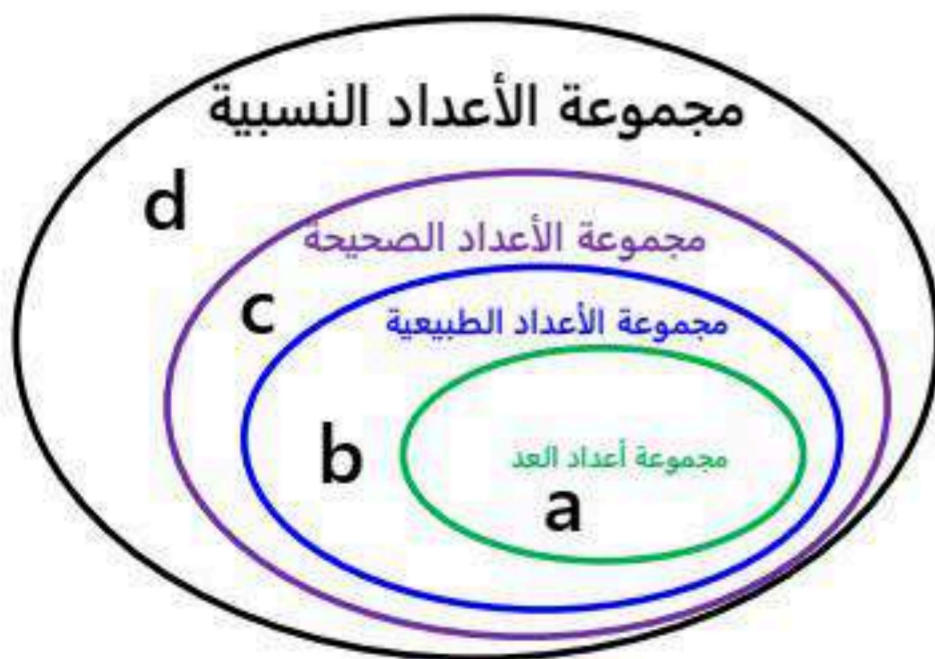 مجموعة الأعداد النسبية
d
مجموعة الأعداد الصحيحة
c
مجموعة الأعداد الطبيعية
b
مجموعة أعداد العد
a